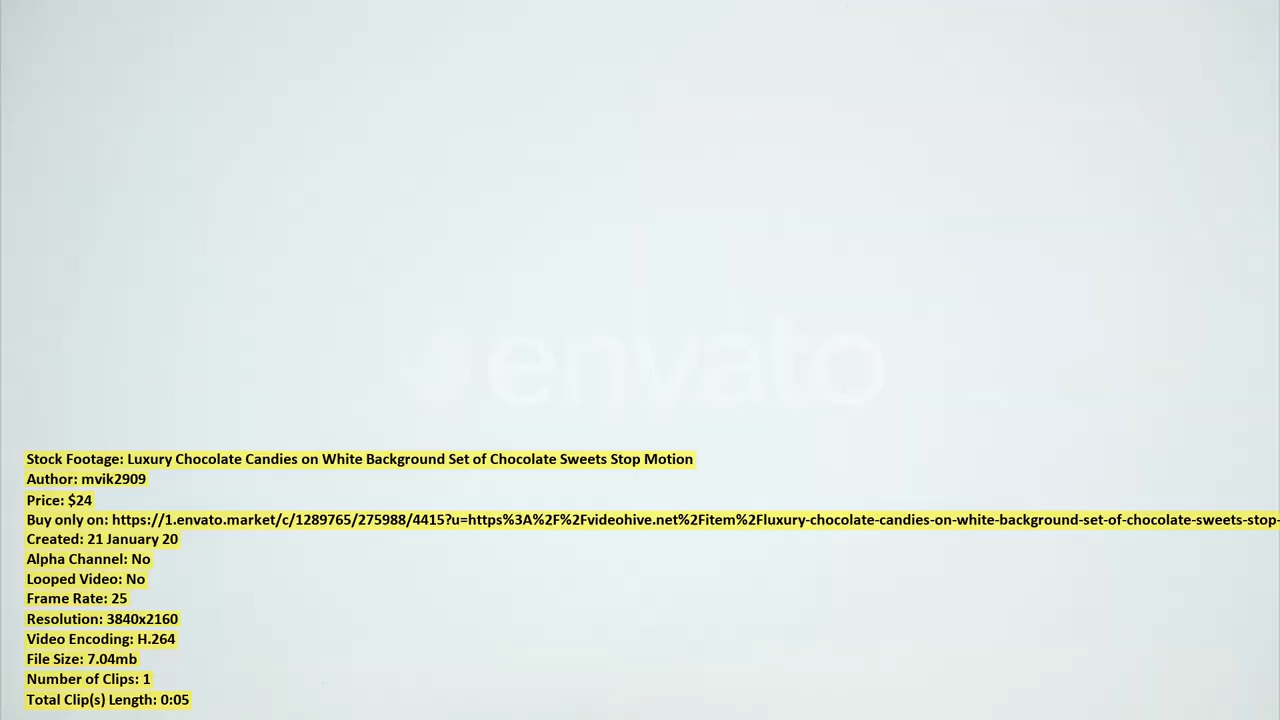 envato
Stock Footage: Luxury Chocolate Candies on White Background Set of Chocolate Sweets Stop Motion
Author: mvik2909
Price: $24
Buy only on: https://1.envato.market/c/1289765/275988/4415?u=https%3A%2F%2Fvideohive.net%2Fitem%2Fluxury-chocolate-candies-on-white-background-set-of-chocolate-sweets-stop-
Created: 21 January 20
Alpha Channel: No
Looped Video: No
Frame Rate: 25
Resolution: 3840x2160
Video Encoding: H.264
File Size: 7.04mb
Number of Clips: 1
Total Clip(s) Length: 0:05